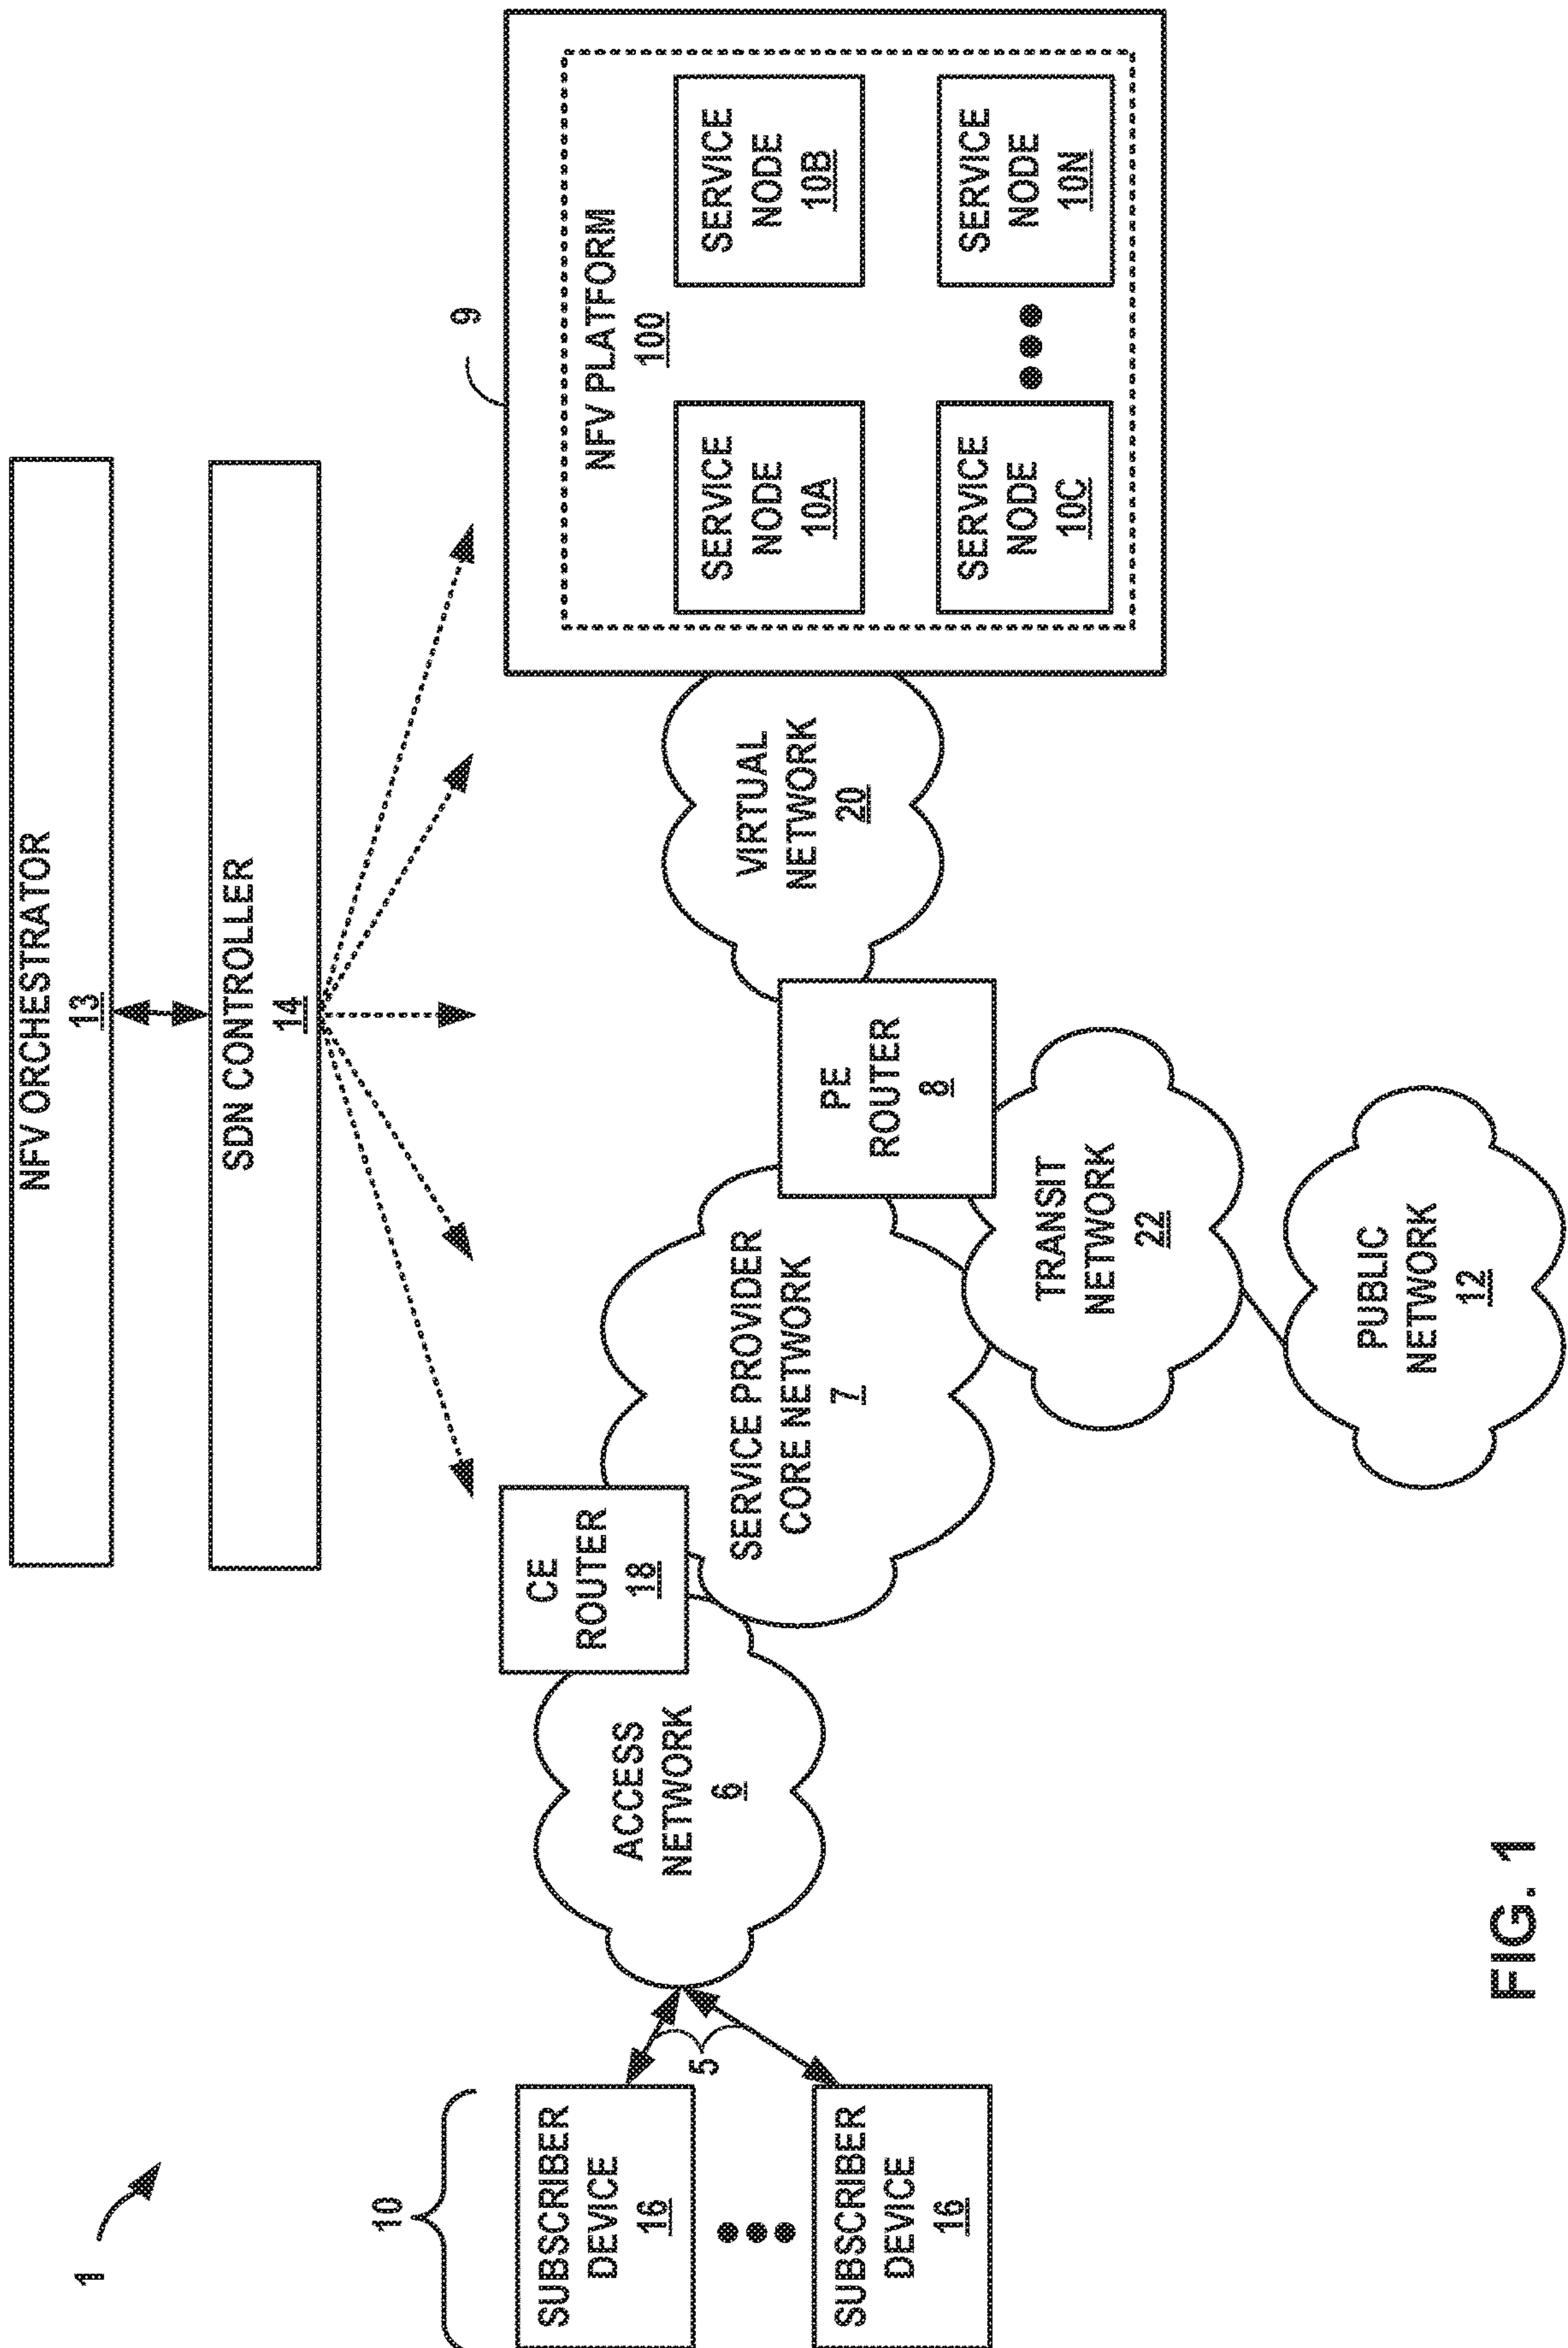 1
NFV ORCHESTRATOR
13
SDN CONTROLLER
14
10
SUBSCRIBER
DEVICE
16
SUBSCRIBER
DEVICE
16
5
ACCESS
NETWORK
6
CE
ROUTER
18
SERVICE PROVIDER
CORE NETWORK
7
PE
ROUTER
8
VIRTUAL
NETWORK
20
9
NFV PLATFORM
100
SERVICE
NODE
10A
SERVICE
NODE
10B
SERVICE
NODE
10C
SERVICE
NODE
10N
TRANSIT
NETWORK
22
PUBLIC
NETWORK
12
FIG. 1